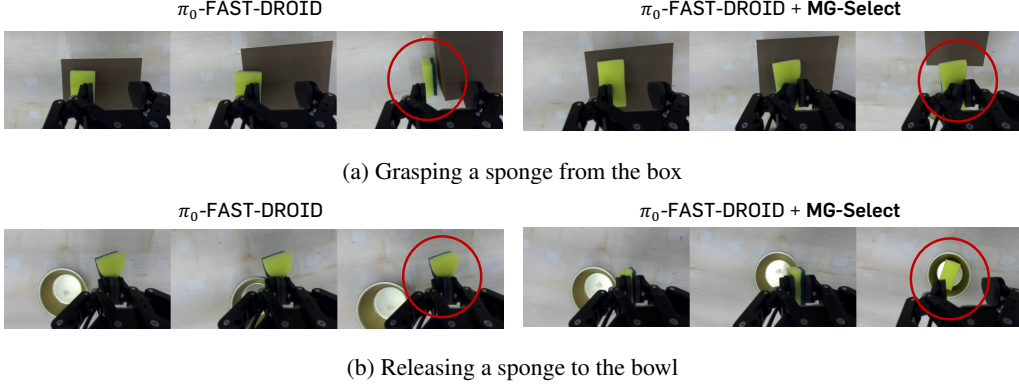 π₀-FAST-DROID
π₀-FAST-DROID + MG-Select
(a) Grasping a sponge from the box
π₀-FAST-DROID
π₀-FAST-DROID + MG-Select
(b) Releasing a sponge to the bowl